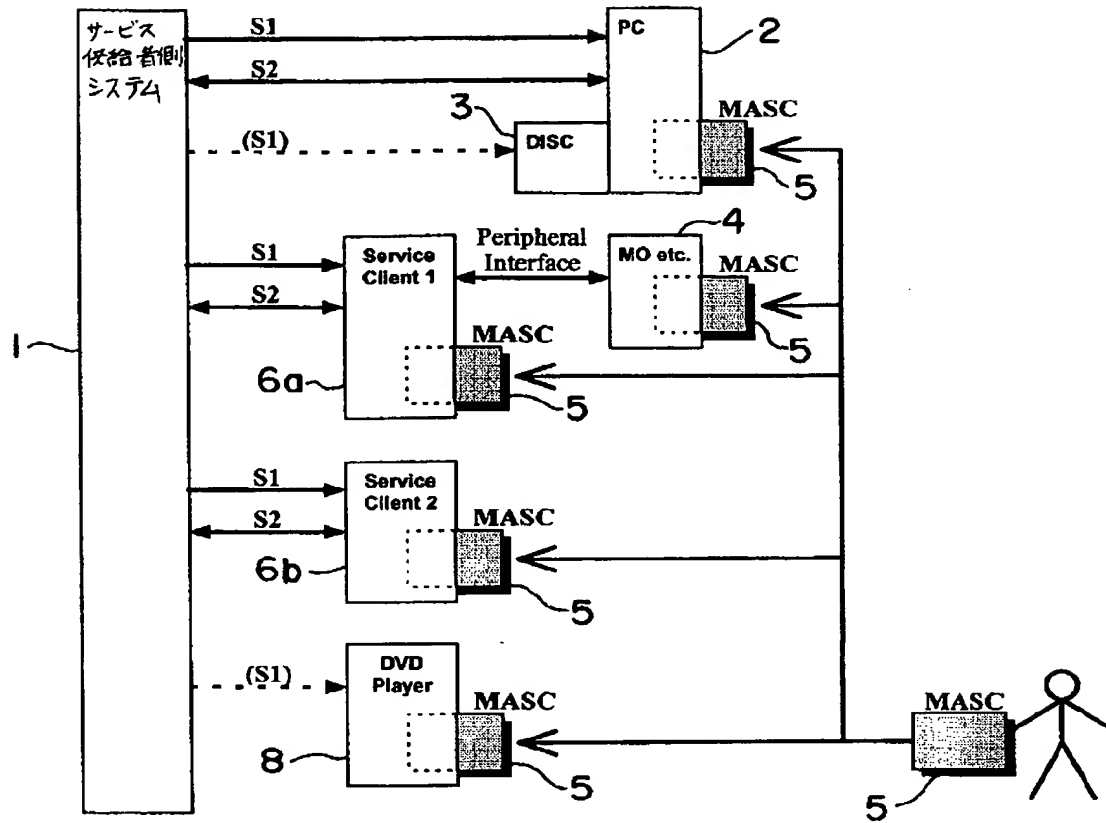 サービス
供給者側
システム
1
S1
S2
(S1)
PC
2
3
DISC
MASC
5
S1
S2
Service
Client 1
6a
Peripheral
Interface
4
MO etc.
MASC
5
MASC
5
S1
S2
Service
Client 2
6b
MASC
5
(S1)
DVD
Player
8
MASC
5
MASC
5